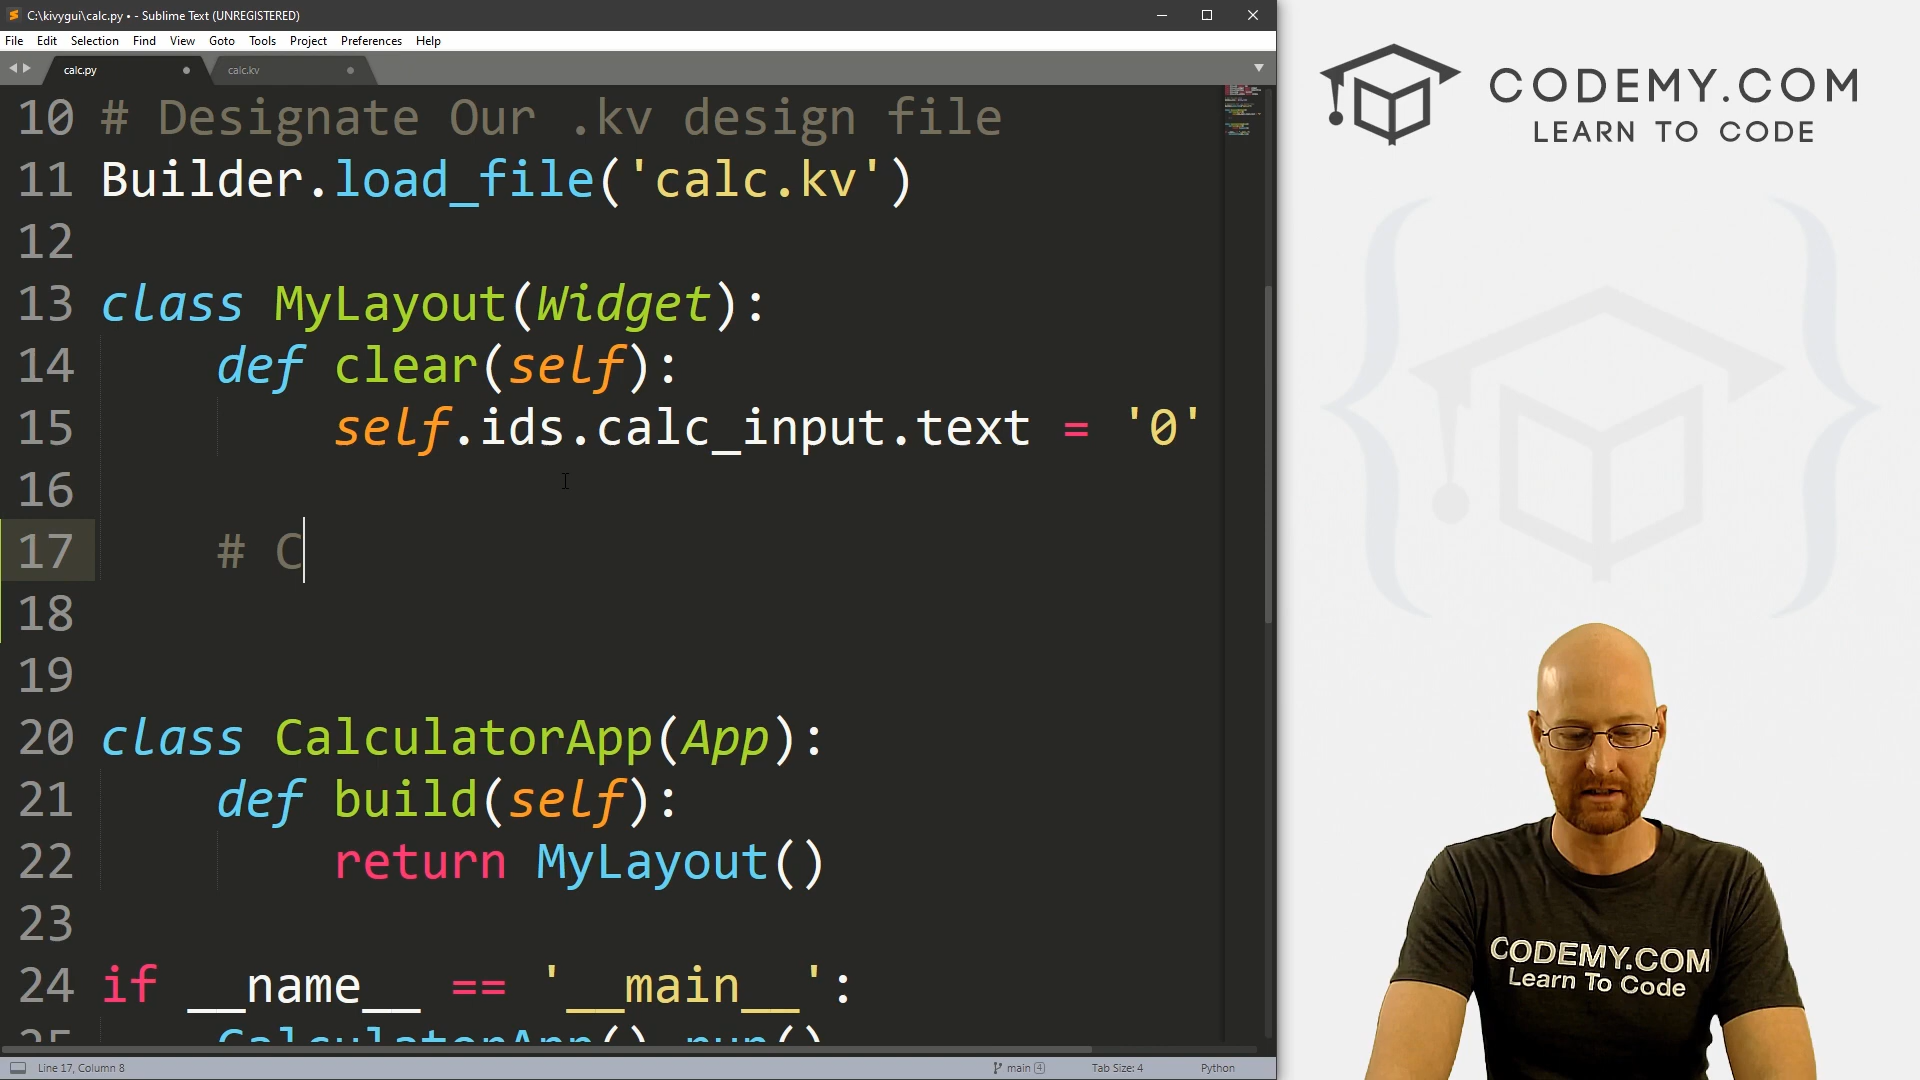 C:\kivygui\calc.py • - Sublime Text (UNREGISTERED)
File Edit Selection Find View Goto Tools Project Preferences Help
calc.py calc.kv
10 # Designate Our .kv design file
11 Builder.load_file('calc.kv')
12
13 class MyLayout(Widget):
14 def clear(self):
15 self.ids.calc_input.text = '0'
16
17 # C
18
19
20 class CalculatorApp(App):
21 def build(self):
22 return MyLayout()
23
24 if __name__ == '__main__':
25 CalculatorApp().run()
Line 17, Column 8 main 4 Tab Size: 4 Python
CODEMY.COM
LEARN TO CODE
CODEMY.COM
Learn To Code